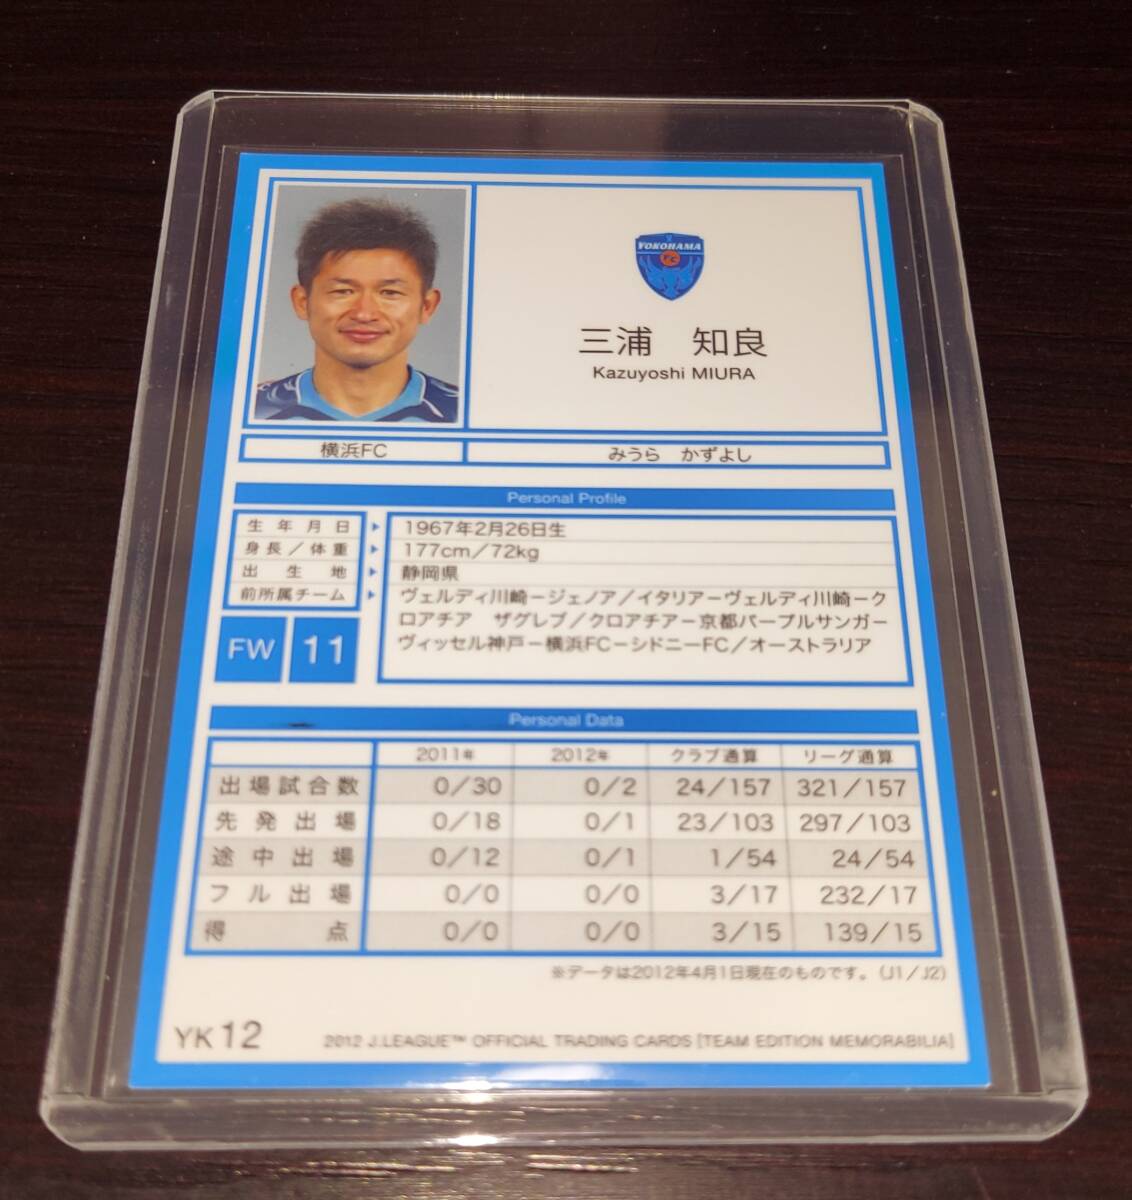 YOKOHAMA
FC
三浦　知良
Kazuyoshi MIURA
横浜FC
みうら　かずよし
Personal Profile
生年月日 ▶ 1967年2月26日生
身長／体重 ▶ 177cm／72kg
出生地 ▶ 静岡県
前所属チーム ▶ ヴェルディ川崎－ジェノア／イタリア－ヴェルディ川崎－ク
ロアチア　ザグレブ／クロアチア－京都パープルサンガ－
ヴィッセル神戸－横浜FC－シドニーFC／オーストラリア
FW 11
Personal Data
2011年 2012年 クラブ通算 リーグ通算
出場試合数 0/30 0/2 24/157 321/157
先発出場 0/18 0/1 23/103 297/103
途中出場 0/12 0/1 1/54 24/54
フル出場 0/0 0/0 3/17 232/17
得点 0/0 0/0 3/15 139/15
※データは2012年4月1日現在のものです。（J1／J2）
YK12
2012 J.LEAGUE™ OFFICIAL TRADING CARDS [TEAM EDITION MEMORABILIA]